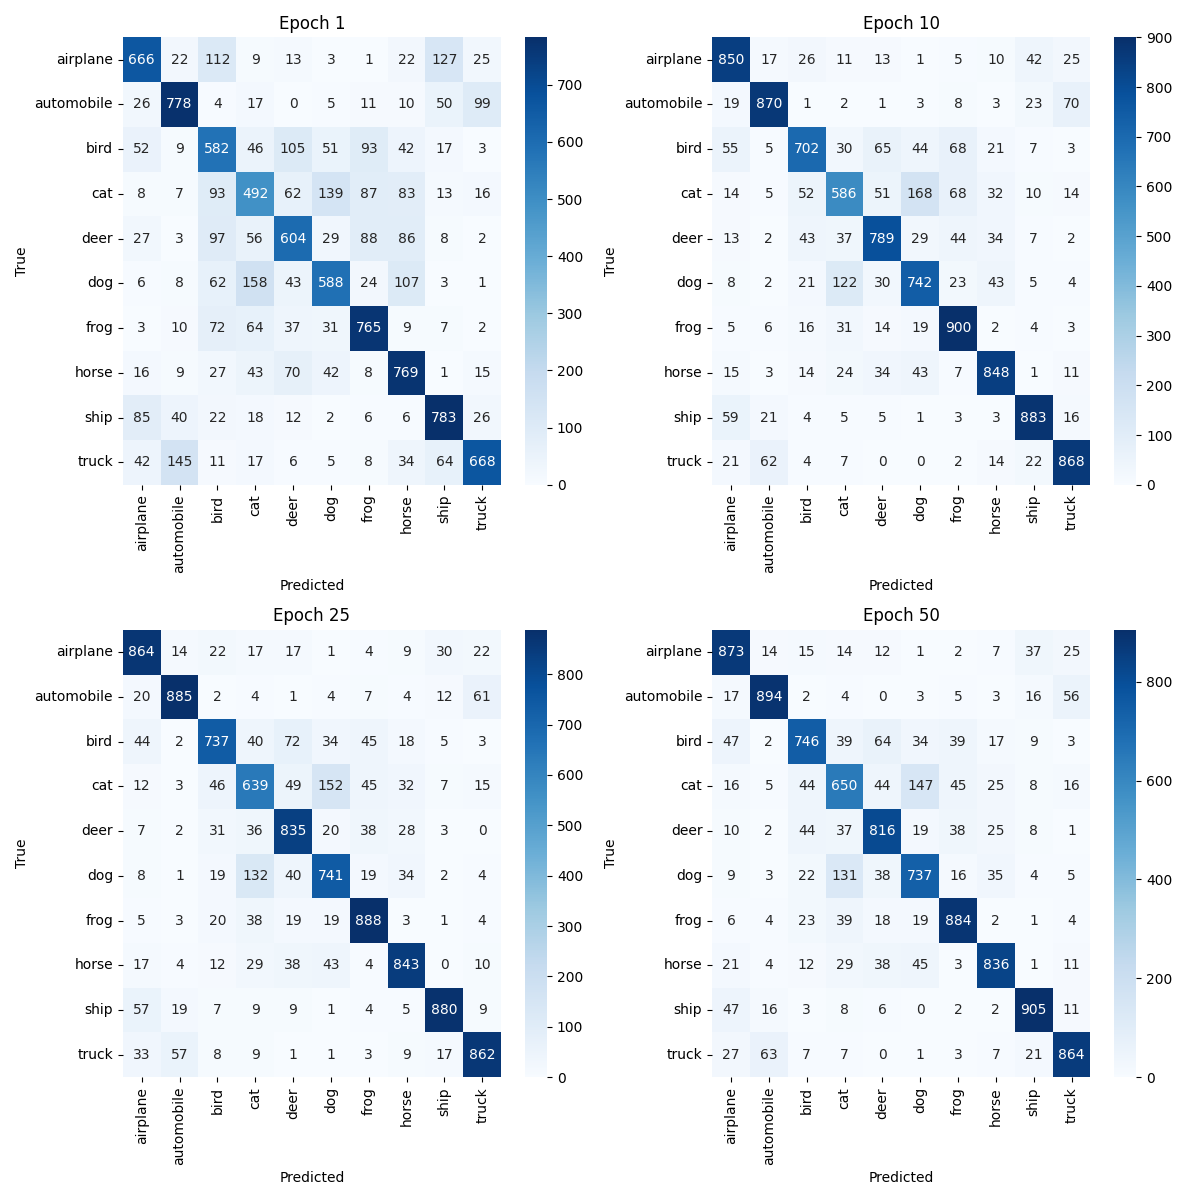 Epoch 1
airplane 666 22 112 9 13 3 1 22 127 25
automobile 26 778 4 17 0 5 11 10 50 99
bird 52 9 582 46 105 51 93 42 17 3
cat 8 7 93 492 62 139 87 83 13 16
deer 27 3 97 56 604 29 88 86 8 2
dog 6 8 62 158 43 588 24 107 3 1
frog 3 10 72 64 37 31 765 9 7 2
horse 16 9 27 43 70 42 8 769 1 15
ship 85 40 22 18 12 2 6 6 783 26
truck 42 145 11 17 6 5 8 34 64 668
airplane automobile bird cat deer dog frog horse ship truck
True
Predicted
700
600
500
400
300
200
100
0
Epoch 10
airplane 850 17 26 11 13 1 5 10 42 25
automobile 19 870 1 2 1 3 8 3 23 70
bird 55 5 702 30 65 44 68 21 7 3
cat 14 5 52 586 51 168 68 32 10 14
deer 13 2 43 37 789 29 44 34 7 2
dog 8 2 21 122 30 742 23 43 5 4
frog 5 6 16 31 14 19 900 2 4 3
horse 15 3 14 24 34 43 7 848 1 11
ship 59 21 4 5 5 1 3 3 883 16
truck 21 62 4 7 0 0 2 14 22 868
airplane automobile bird cat deer dog frog horse ship truck
True
Predicted
900
800
700
600
500
400
300
200
100
0
Epoch 25
airplane 864 14 22 17 17 1 4 9 30 22
automobile 20 885 2 4 1 4 7 4 12 61
bird 44 2 737 40 72 34 45 18 5 3
cat 12 3 46 639 49 152 45 32 7 15
deer 7 2 31 36 835 20 38 28 3 0
dog 8 1 19 132 40 741 19 34 2 4
frog 5 3 20 38 19 19 888 3 1 4
horse 17 4 12 29 38 43 4 843 0 10
ship 57 19 7 9 9 1 4 5 880 9
truck 33 57 8 9 1 1 3 9 17 862
airplane automobile bird cat deer dog frog horse ship truck
True
Predicted
800
700
600
500
400
300
200
100
0
Epoch 50
airplane 873 14 15 14 12 1 2 7 37 25
automobile 17 894 2 4 0 3 5 3 16 56
bird 47 2 746 39 64 34 39 17 9 3
cat 16 5 44 650 44 147 45 25 8 16
deer 10 2 44 37 816 19 38 25 8 1
dog 9 3 22 131 38 737 16 35 4 5
frog 6 4 23 39 18 19 884 2 1 4
horse 21 4 12 29 38 45 3 836 1 11
ship 47 16 3 8 6 0 2 2 905 11
truck 27 63 7 7 0 1 3 7 21 864
airplane automobile bird cat deer dog frog horse ship truck
True
Predicted
800
600
400
200
0